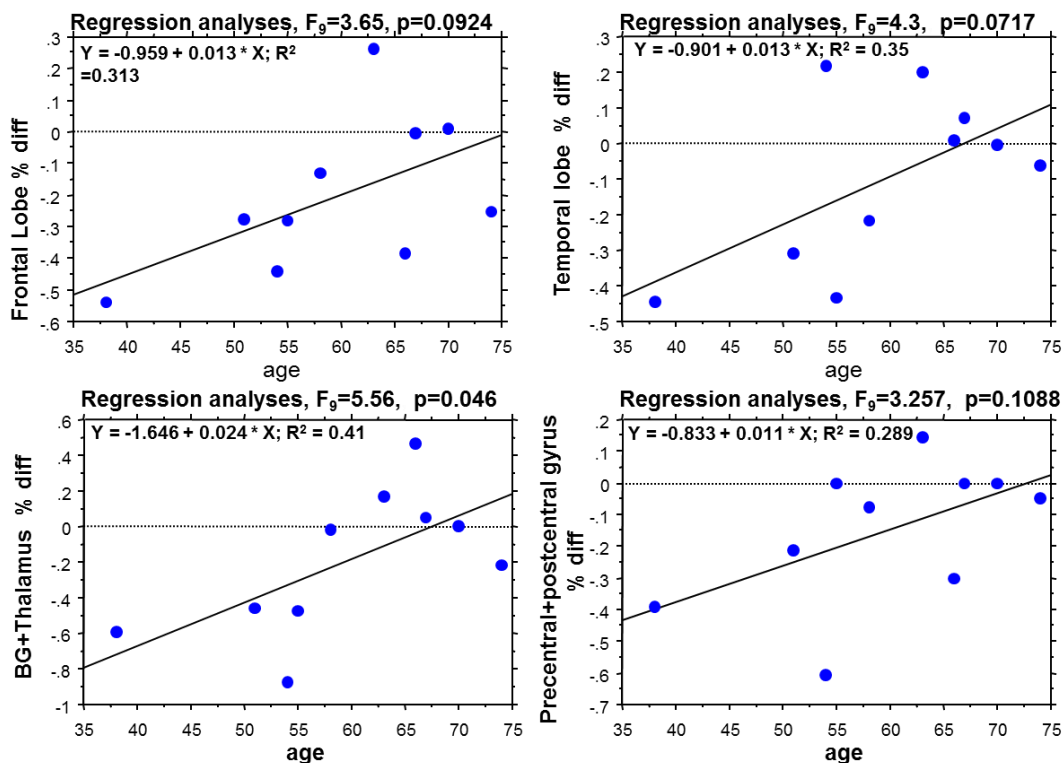 Regression analyses, F9=3.65, p=0.0924
Y = -0.959 + 0.013 * X; R2
=0.313
.3
.2
.1
0
-.1
-.2
-.3
-.4
-.5
-.6
Frontal Lobe % diff
35 40 45 50 55 60 65 70 75
age
Regression analyses, F9=4.3, p=0.0717
Y = -0.901 + 0.013 * X; R2 = 0.35
.3
.2
.1
0
-.1
-.2
-.3
-.4
-.5
Temporal lobe % diff
35 40 45 50 55 60 65 70 75
age
Regression analyses, F9=5.56, p=0.046
Y = -1.646 + 0.024 * X; R2 = 0.41
.6
.4
.2
0
-.2
-.4
-.6
-.8
-1
BG+Thalamus % diff
35 40 45 50 55 60 65 70 75
age
Regression analyses, F9=3.257, p=0.1088
Y = -0.833 + 0.011 * X; R2 = 0.289
.2
.1
0
-.1
-.2
-.3
-.4
-.5
-.6
-.7
Precentral+postcentral gyrus
% diff
35 40 45 50 55 60 65 70 75
age